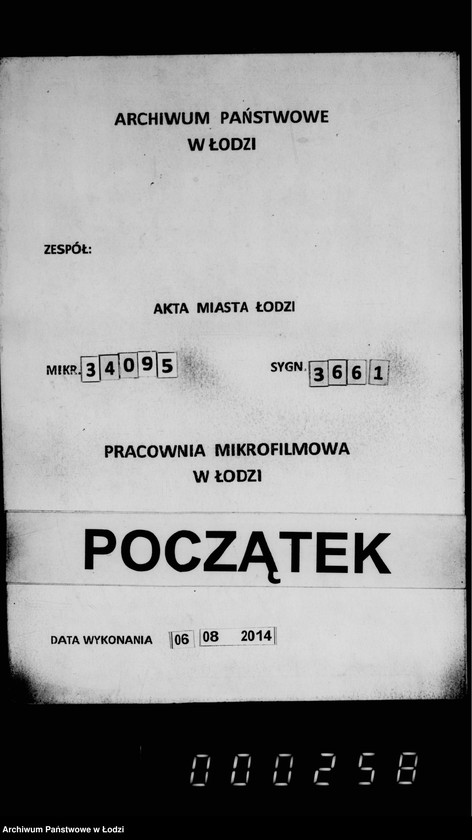 ARCHIWUM PAŃSTWOWE
W ŁODZI
ZESPÓŁ:
AKTA MIASTA ŁODZI
MIKR. 34095 SYGN. 3661
PRACOWNIA MIKROFILMOWA
W ŁODZI
POCZĄTEK
DATA WYKONANIA 06 08 2014
000258
Archiwum Państwowe w Łodzi